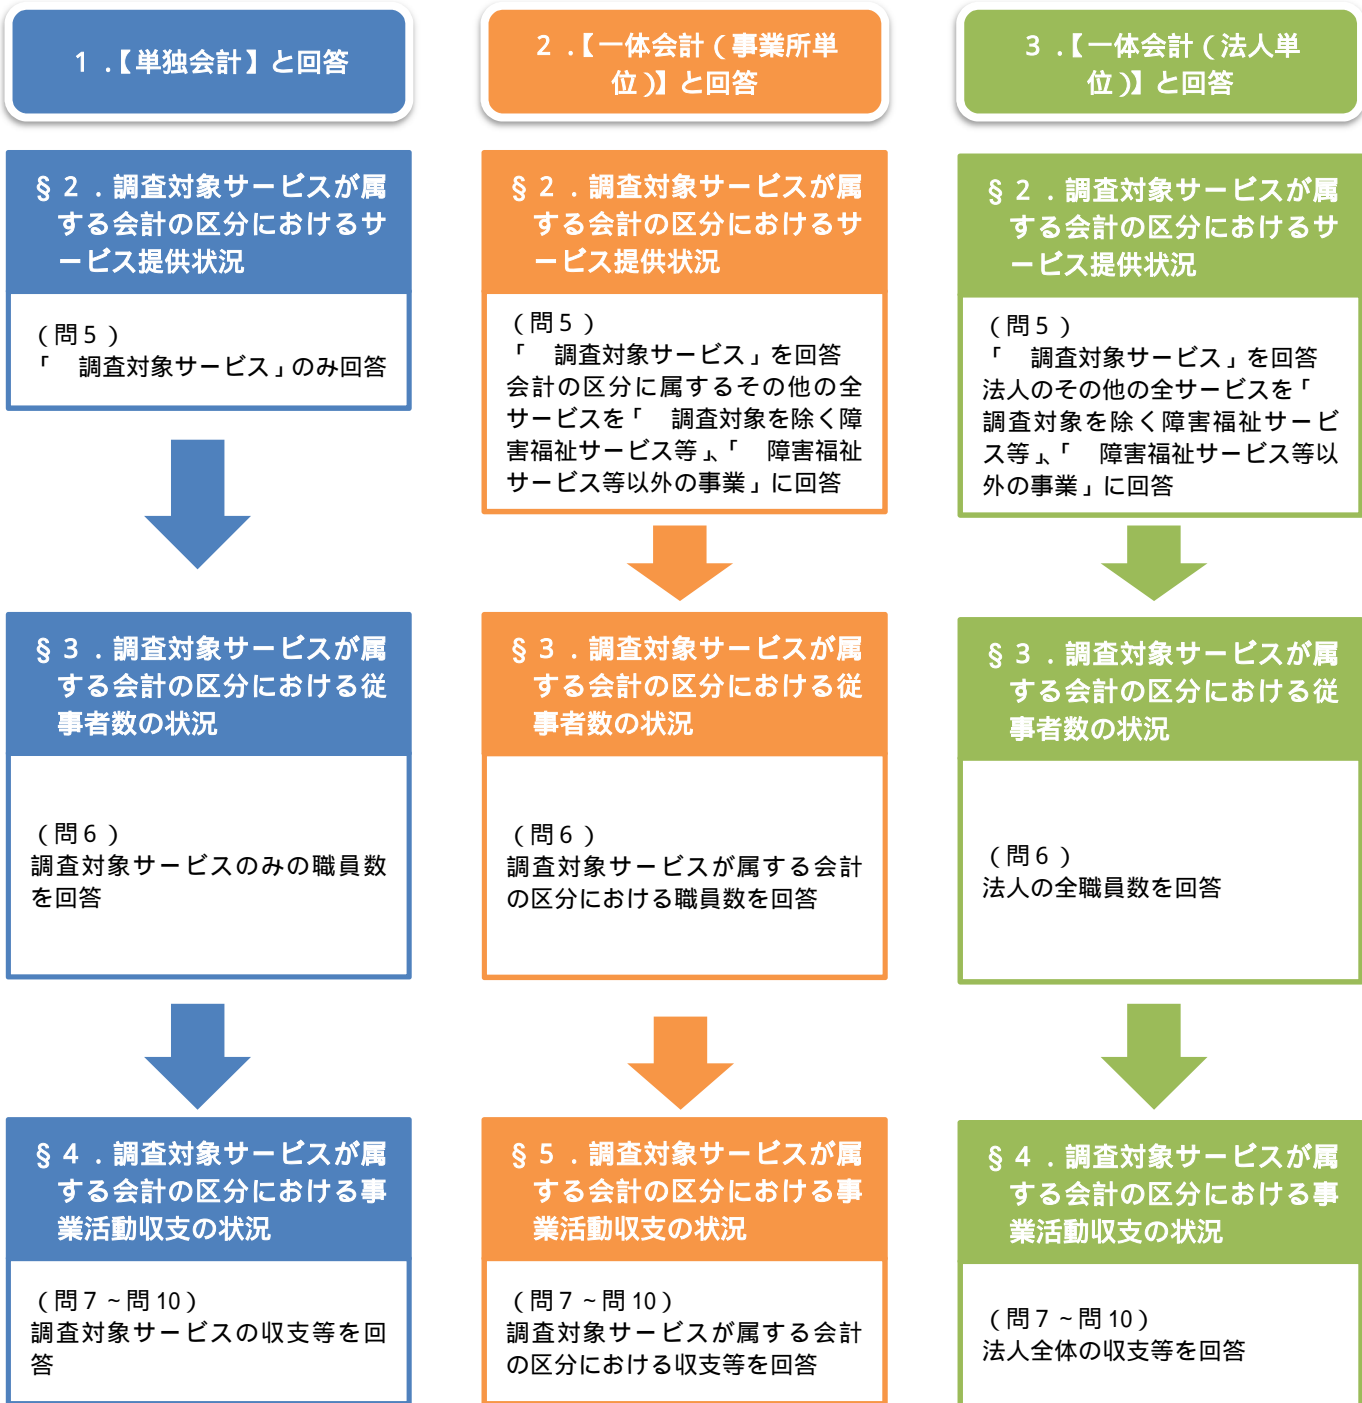 １．【単独会計】と回答
§２．調査対象サービスが属
する会計の区分におけるサ
ービス提供状況
（問５）
「　調査対象サービス」のみ回答
§３．調査対象サービスが属
する会計の区分における従
事者数の状況
（問６）
調査対象サービスのみの職員数
を回答
§４．調査対象サービスが属
する会計の区分における事
業活動収支の状況
（問７~問10）
調査対象サービスの収支等を回
答
２．【一体会計（事業所単
位）】と回答
§２．調査対象サービスが属
する会計の区分におけるサ
ービス提供状況
（問５）
「　調査対象サービス」を回答
会計の区分に属するその他の全
サービスを「　調査対象を除く障
害福祉サービス等」、「　障害福祉
サービス等以外の事業」に回答
§３．調査対象サービスが属
する会計の区分における従
事者数の状況
（問６）
調査対象サービスが属する会計
の区分における職員数を回答
§５．調査対象サービスが属
する会計の区分における事
業活動収支の状況
（問７~問10）
調査対象サービスが属する会計
の区分における収支等を回答
３．【一体会計（法人単
位）】と回答
§２．調査対象サービスが属
する会計の区分におけるサ
ービス提供状況
（問５）
「　調査対象サービス」を回答
法人のその他の全サービスを「
調査対象を除く障害福祉サービ
ス等」、「　障害福祉サービス等以
外の事業」に回答
§３．調査対象サービスが属
する会計の区分における従
事者数の状況
（問６）
法人の全職員数を回答
§４．調査対象サービスが属
する会計の区分における事
業活動収支の状況
（問７~問10）
法人全体の収支等を回答